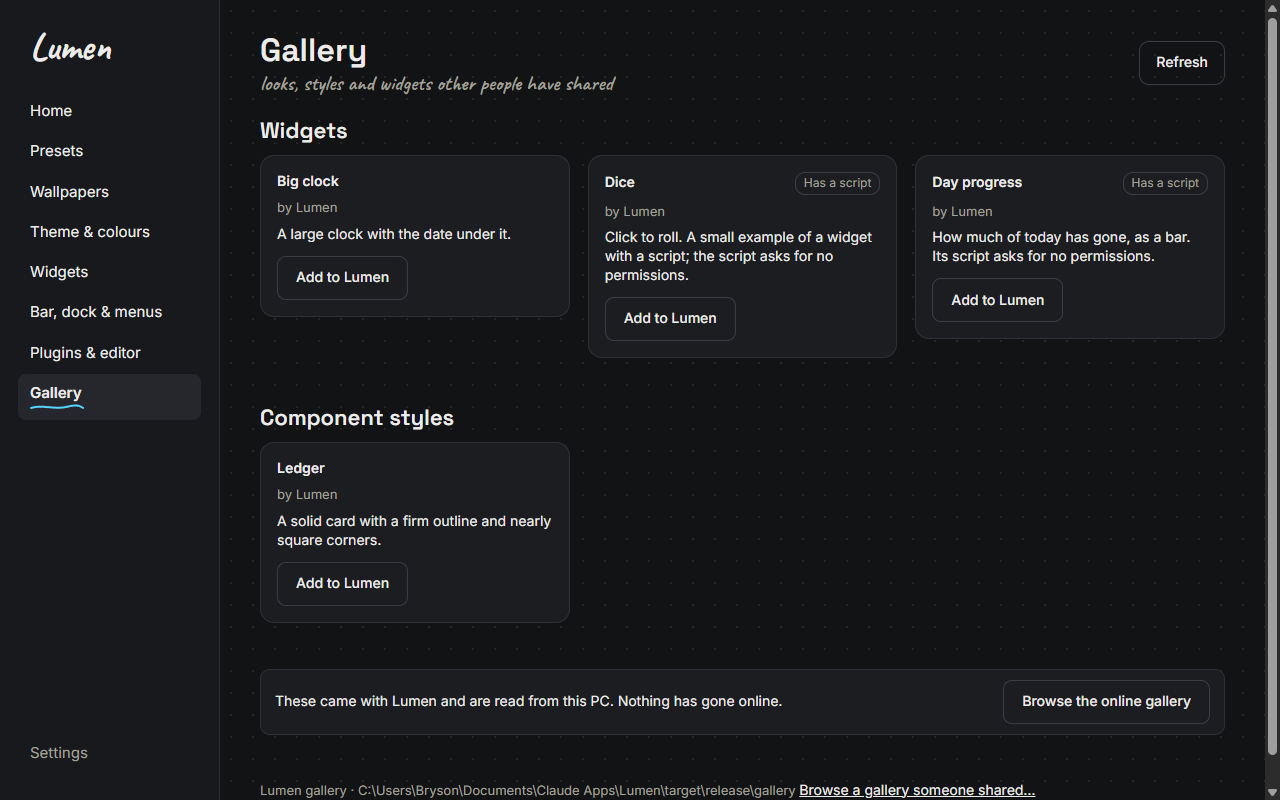 Lumen
Home
Presets
Wallpapers
Theme & colours
Widgets
Bar, dock & menus
Plugins & editor
Gallery
Settings
Gallery
looks, styles and widgets other people have shared
Refresh
Widgets
Big clock
by Lumen
A large clock with the date under it.
Add to Lumen
Dice
Has a script
by Lumen
Click to roll. A small example of a widget
with a script; the script asks for no
permissions.
Add to Lumen
Day progress
Has a script
by Lumen
How much of today has gone, as a bar.
Its script asks for no permissions.
Add to Lumen
Component styles
Ledger
by Lumen
A solid card with a firm outline and nearly
square corners.
Add to Lumen
These came with Lumen and are read from this PC. Nothing has gone online.
Browse the online gallery
Lumen gallery · C:\Users\Bryson\Documents\Claude Apps\Lumen\target\release\gallery Browse a gallery someone shared...